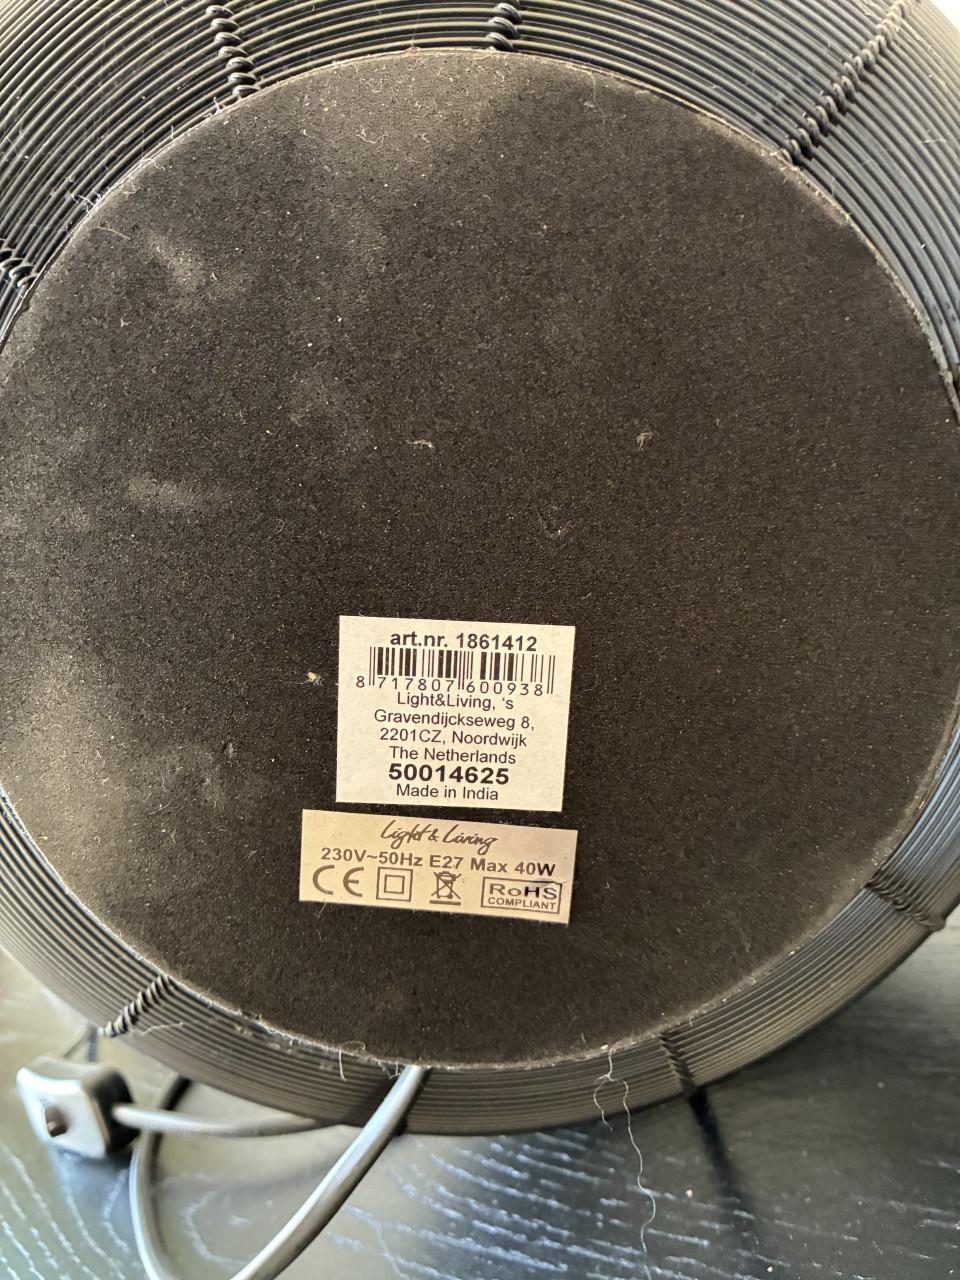 art.nr. 1861412
8 717807 600938
Light&Living, ‘s
Gravendijckseweg 8,
2201CZ, Noordwijk
The Netherlands
50014625
Made in India
Light & Living
230V~50Hz E27 Max 40W
CE
RoHS
COMPLIANT